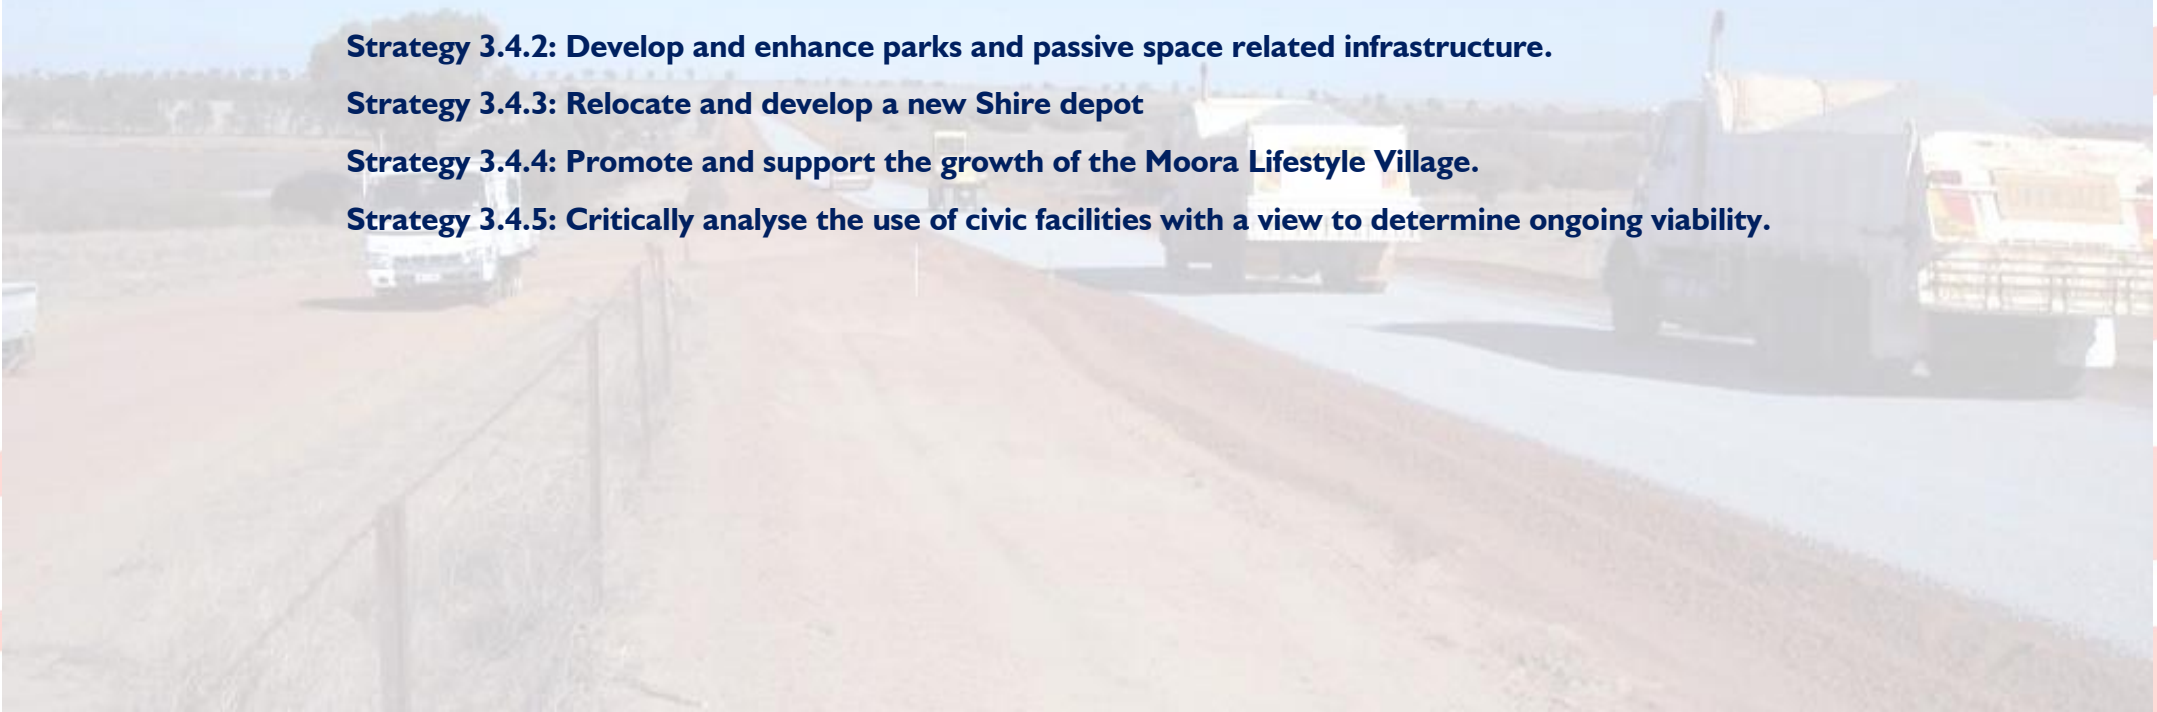 Strategy 3.4.2: Develop and enhance parks and passive space related infrastructure.
Strategy 3.4.3: Relocate and develop a new Shire depot
Strategy 3.4.4: Promote and support the growth of the Moora Lifestyle Village.
Strategy 3.4.5: Critically analyse the use of civic facilities with a view to determine ongoing viability.